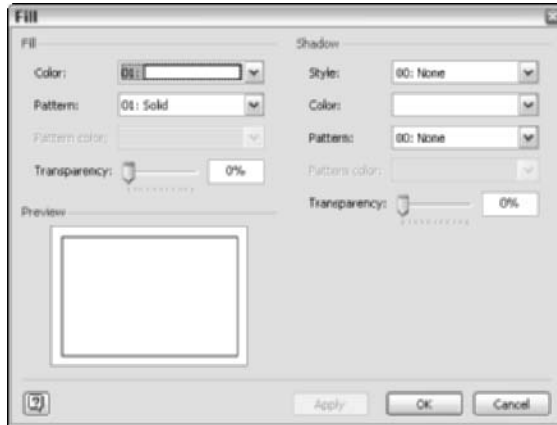 Fill
Fill
Color:
01:
Pattern:
01: Solid
Pattern color:
Transparency:
0%
Preview
Shadow
Style:
00: None
Color:
Pattern:
00: None
Pattern color:
Transparency:
0%
?
Apply
OK
Cancel